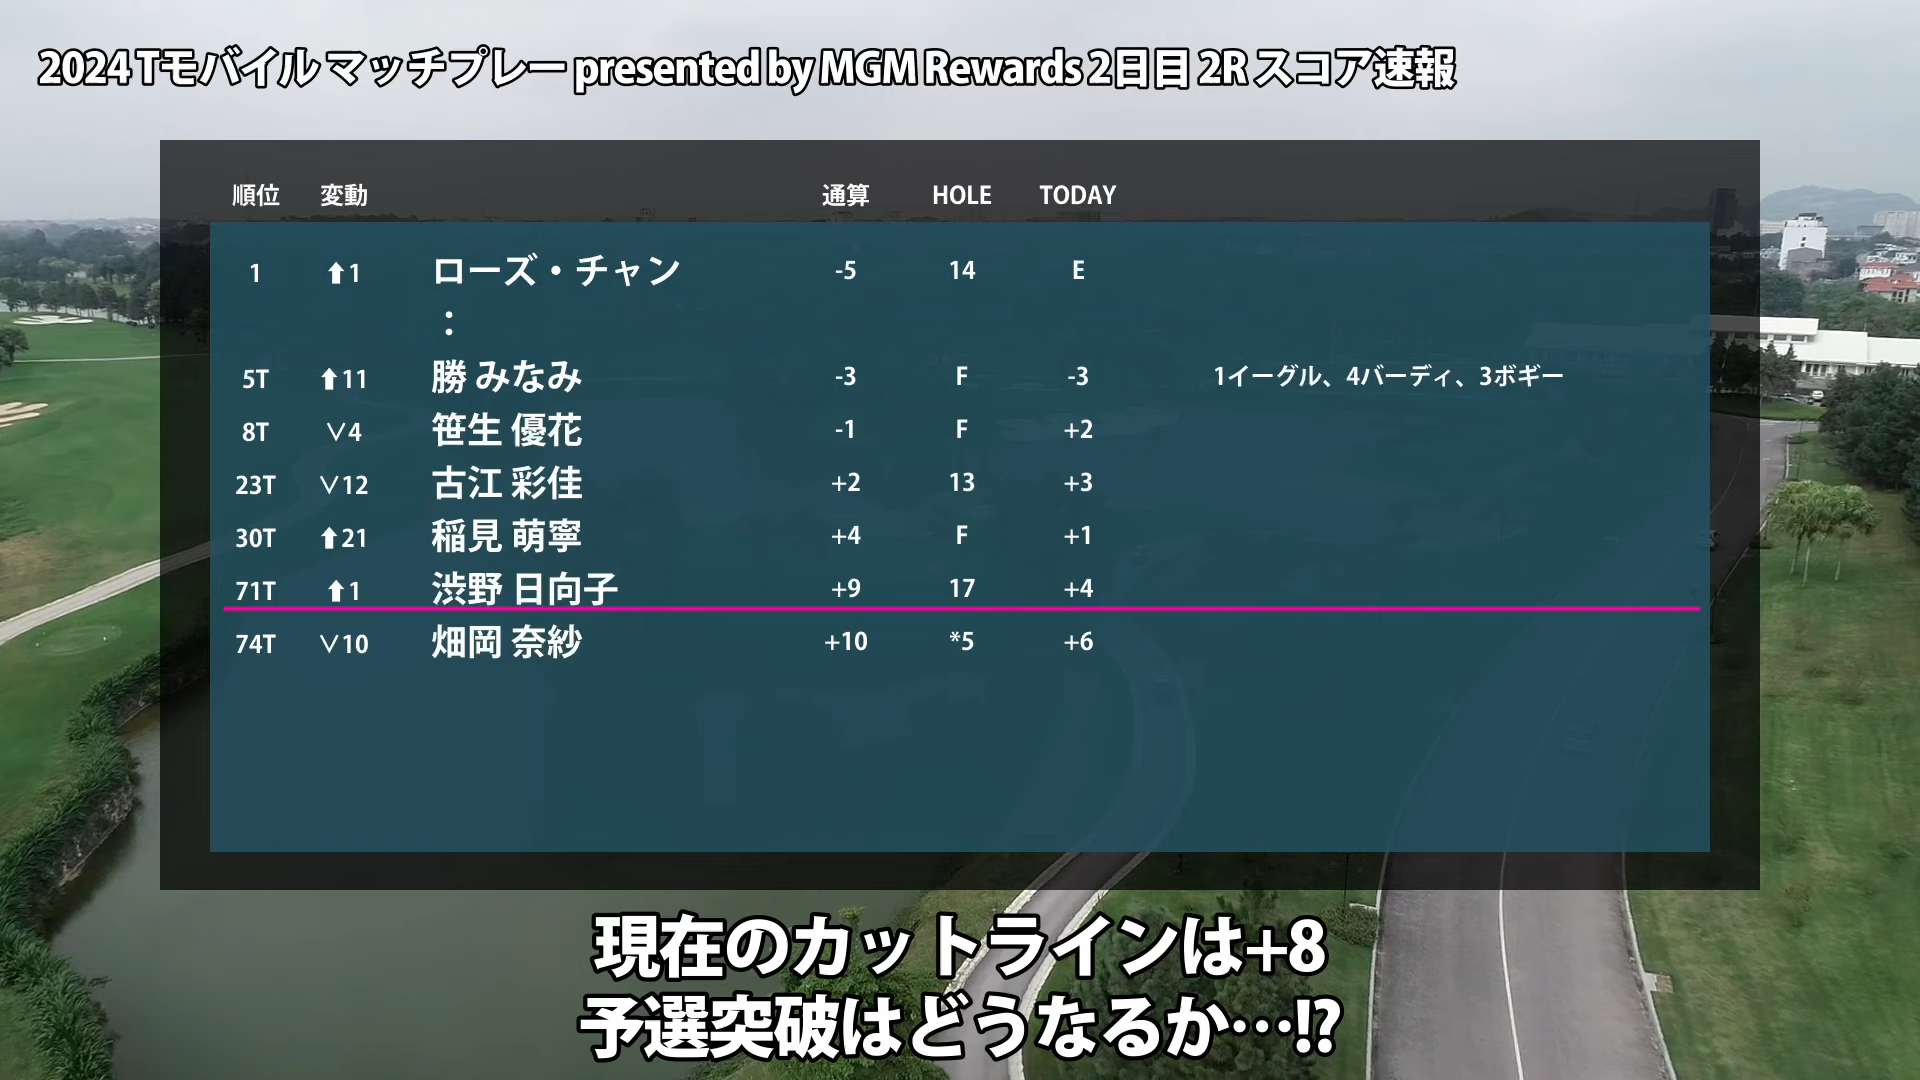 2024 Tモバイル マッチプレー presented by MGM Rewards 2日目 2R スコア速報
順位 変動 通算 HOLE TODAY
1 ⬆1 ローズ・チャン -5 14 E
：
5T ⬆11 勝 みなみ -3 F -3 1イーグル、4バーディ、3ボギー
8T ∨4 笹生 優花 -1 F +2
23T ∨12 古江 彩佳 +2 13 +3
30T ⬆21 稲見 萌寧 +4 F +1
71T ⬆1 渋野 日向子 +9 17 +4
74T ∨10 畑岡 奈紗 +10 *5 +6
現在のカットラインは+8
予選突破はどうなるか…!?